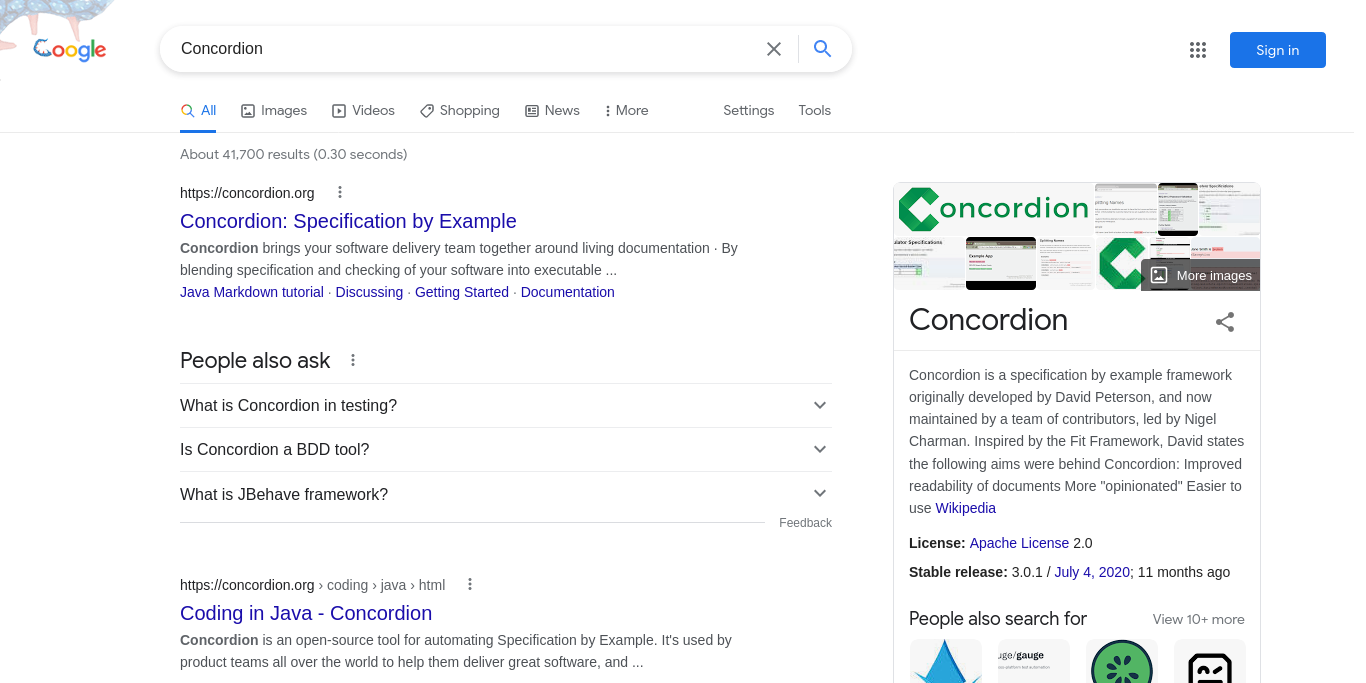 Google
Concordion
Sign in
All
Images
Videos
Shopping
News
More
Settings
Tools
About 41,700 results (0.30 seconds)
https://concordion.org
Concordion: Specification by Example
Concordion brings your software delivery team together around living documentation · By
blending specification and checking of your software into executable ...
Java Markdown tutorial · Discussing · Getting Started · Documentation
People also ask
What is Concordion in testing?
Is Concordion a BDD tool?
What is JBehave framework?
Feedback
https://concordion.org › coding › java › html
Coding in Java - Concordion
Concordion is an open-source tool for automating Specification by Example. It's used by
product teams all over the world to help them deliver great software, and ...
oncordion
Splitting Names
Example App
More images
Concordion
Concordion is a specification by example framework
originally developed by David Peterson, and now
maintained by a team of contributors, led by Nigel
Charman. Inspired by the Fit Framework, David states
the following aims were behind Concordion: Improved
readability of documents More "opinionated" Easier to
use Wikipedia
License: Apache License 2.0
Stable release: 3.0.1 / July 4, 2020; 11 months ago
People also search for
View 10+ more
uge/gauge